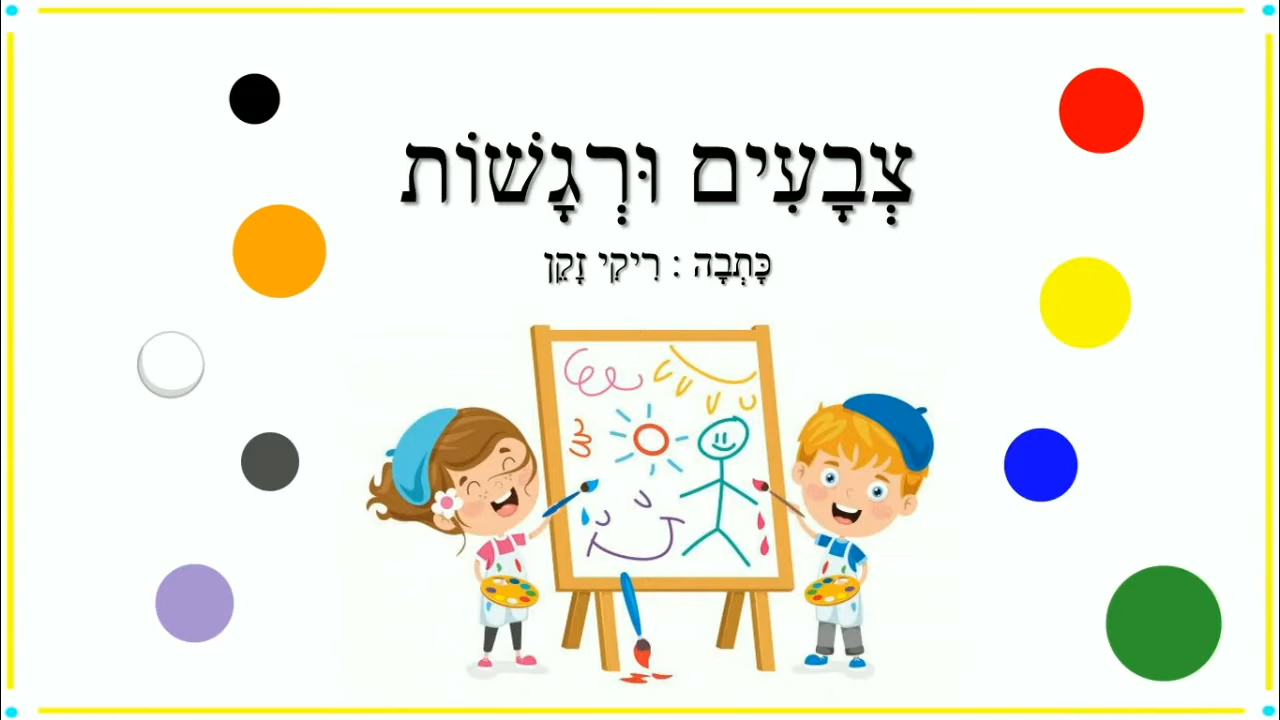 צְבָעִים וּרְגָשׁוֹת
כָּתְבָה : רִיקִי זָקֵן